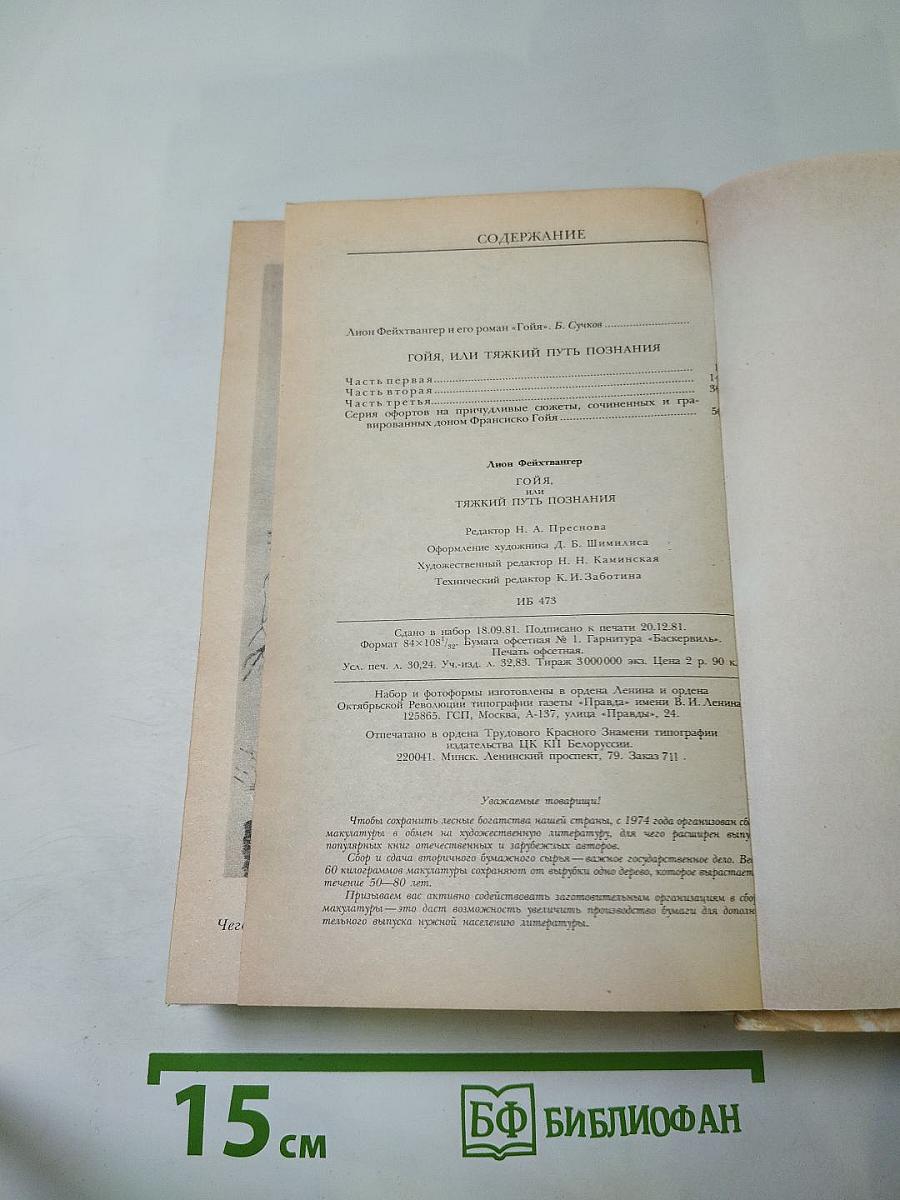 СОДЕРЖАНИЕ
Лион Фейхтвангер и его роман «Гойя». Б. Сучков
ГОЙЯ, ИЛИ ТЯЖКИЙ ПУТЬ ПОЗНАНИЯ
Часть первая
Часть вторая
Часть третья
Серия офортов на причудливые сюжеты, сочиненных и гра-
вированных доном Франсиско Гойя
Лион Фейхтвангер
ГОЙЯ,
ИЛИ
ТЯЖКИЙ ПУТЬ ПОЗНАНИЯ
Редактор Н. А. Преснова
Оформление художника Д. Б. Шимилиса
Художественный редактор Н. Н. Каминская
Технический редактор К. И. Заботина
ИБ 473
Сдано в набор 18.09.81. Подписано к печати 20.12.81.
Формат 84×108 1/32. Бумага офсетная № 1. Гарнитура «Баскервиль».
Печать офсетная.
Усл. печ. л. 30,24. Уч.-изд. л. 32,83. Тираж 3 000 000 экз. Цена 2 р. 90 к.
Набор и фотоформы изготовлены в ордена Ленина и ордена
Октябрьской Революции типографии газеты «Правда» имени В. И. Ленина
125865. ГСП, Москва, А-137, улица «Правды», 24.
Отпечатано в ордена Трудового Красного Знамени типографии
издательства ЦК КП Белоруссии.
220041. Минск. Ленинский проспект, 79. Заказ 711.
Уважаемые товарищи!
Чтобы сохранить лесные богатства нашей страны, с 1974 года организован
макулатуры в обмен на художественную литературу, для чего расширен
популярных книг отечественных и зарубежных авторов.
Сбор и сдача вторичного бумажного сырья—важное государственное дело.
60 килограммов макулатуры сохраняют от вырубки одно дерево, которое вырастает
течение 50—80 лет.
Призываем вас активно содействовать заготовительным организациям в
макулатуры—это даст возможность увеличить производство бумаги для
тельного выпуска нужной населению литературы.
15 см
БФ БИБЛИОФАН